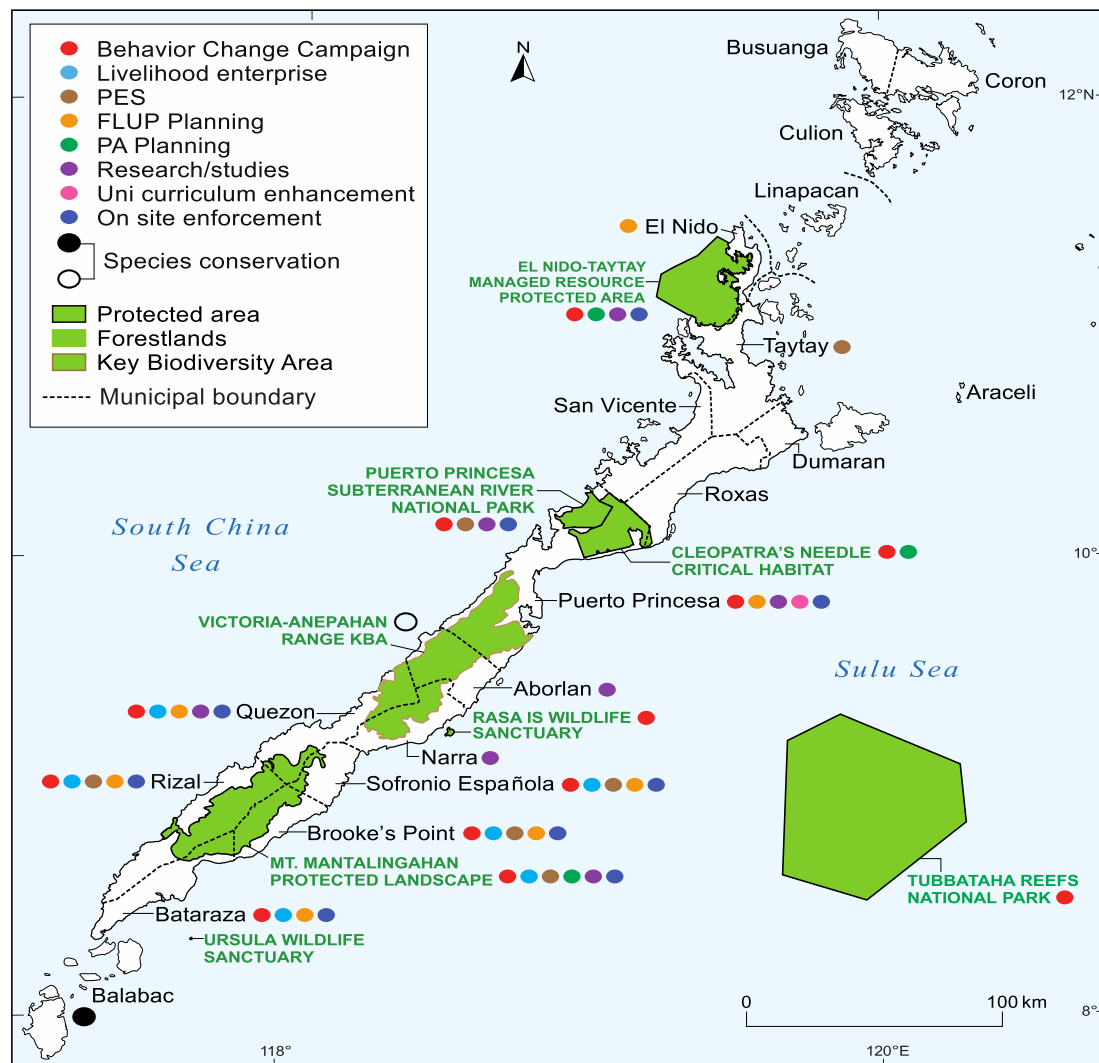 Behavior Change Campaign
Livelihood enterprise
PES
FLUP Planning
PA Planning
Research/studies
Uni curriculum enhancement
On site enforcement
Species conservation
Protected area
Forestlands
Key Biodiversity Area
Municipal boundary
N
Busuanga
Coron
12°N
Culion
Linapacan
El Nido
EL NIDO-TAYTAY
MANAGED RESOURCE
PROTECTED AREA
Taytay
Araceli
San Vicente
Dumaran
PUERTO PRINCESA
SUBTERRANEAN RIVER
NATIONAL PARK
Roxas
South China
Sea
CLEOPATRA'S NEEDLE
CRITICAL HABITAT
10°
Puerto Princesa
VICTORIA-ANEPAHAN
RANGE KBA
Sulu Sea
Aborlan
Quezon
RASA IS WILDLIFE
SANCTUARY
Narra
Rizal
Sofronio Española
Brooke's Point
MT. MANTALINGAHAN
PROTECTED LANDSCAPE
TUBBATAHA REEFS
NATIONAL PARK
Bataraza
URSULA WILDLIFE
SANCTUARY
Balabac
0
100 km
8°
118°
120°E